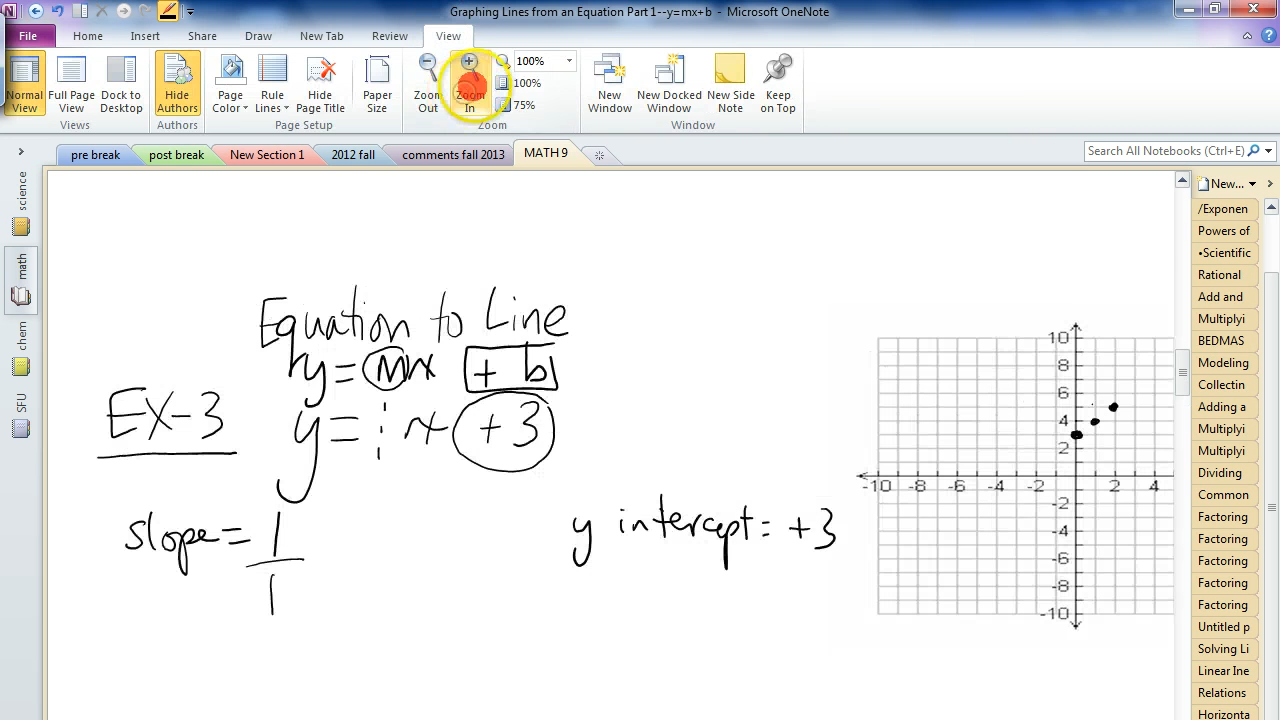 Graphing Lines from an Equation Part 1--y=mx+b - Microsoft OneNote
File Home Insert Share Draw New Tab Review View
Normal View Full Page View Dock to Desktop Hide Authors Page Color Rule Lines Paper Size Zoom Out Zoom In 100% 100% 75% New Window New Docked Window New Side Note Keep on Top
Views Authors Page Setup Zoom Window
pre break post break New Section 1 2012 fall comments fall 2013 MATH 9 Search All Notebooks (Ctrl+E)
science
math
chem
SFU
New...
/Exponen
Powers of
•Scientific
Rational
Add and
Multiplyi
BEDMAS
Modeling
Collectin
Adding a
Multiplyi
Multiplyi
Dividing
Common
Factoring
Factoring
Factoring
Factoring
Factoring
Untitled p
Solving Li
Linear Ine
Relations
Horizonta
Equation to Line
y = mx + b
EX-3 y = 1x +3
slope = 1
1
y intercept = +3
10
8
6
4
2
-10 -8 -6 -4 -2 2 4
-2
-4
-6
-8
-10